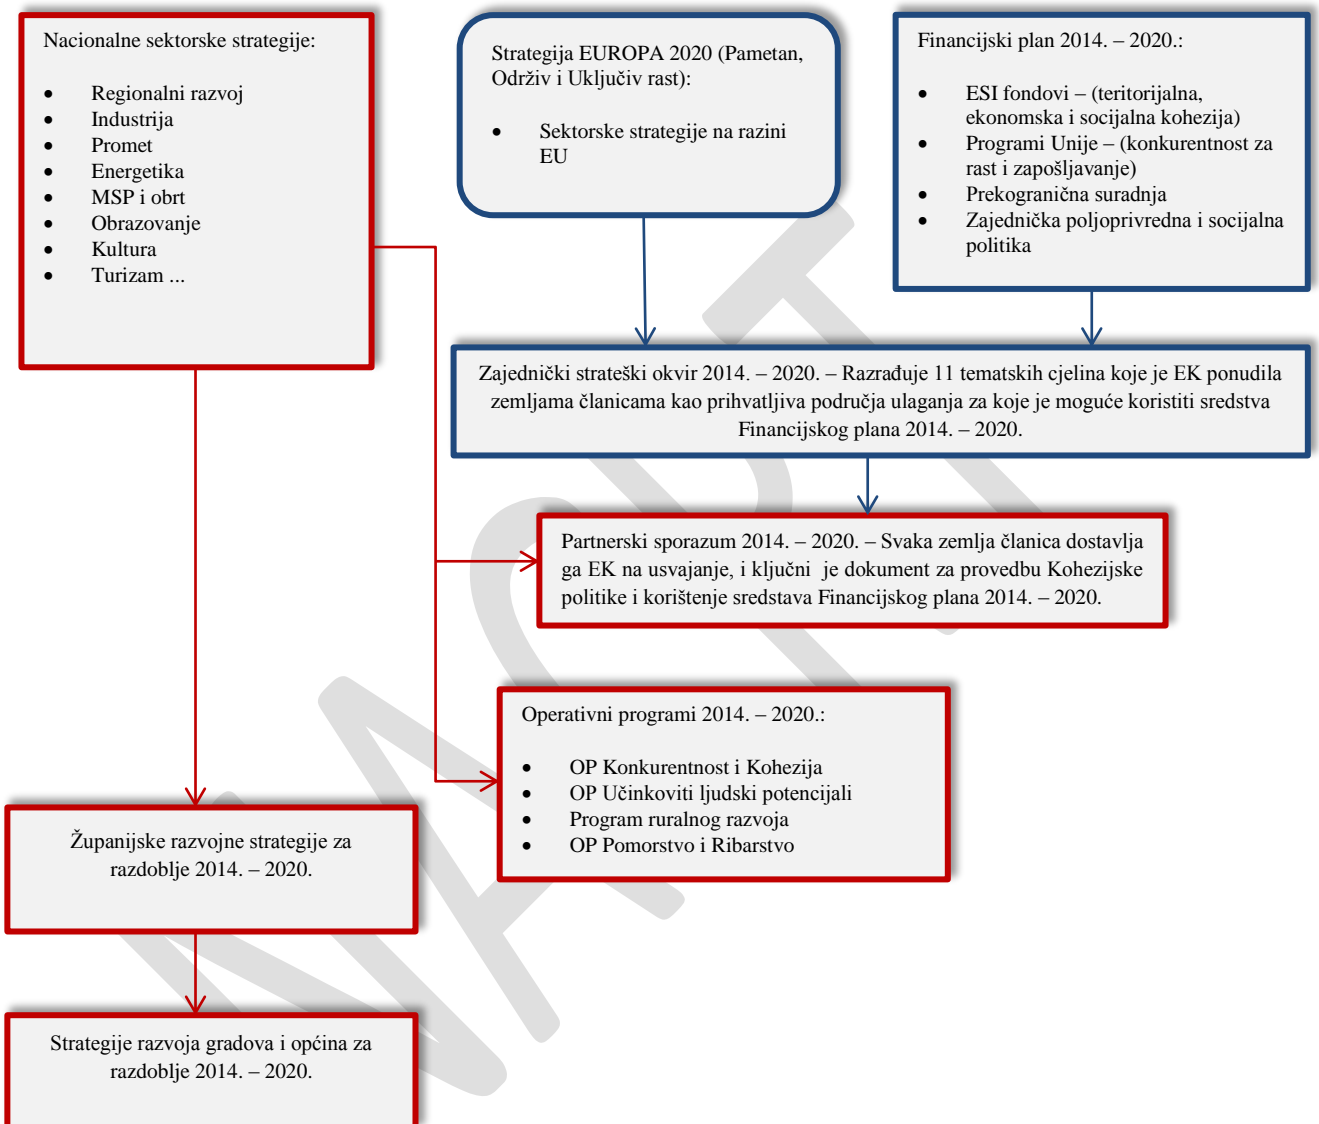 Nacionalne sektorske strategije:
• Regionalni razvoj
• Industrija
• Promet
• Energetika
• MSP i obrt
• Obrazovanje
• Kultura
• Turizam ...
Strategija EUROPA 2020 (Pametan,
Održiv i Uključiv rast):
• Sektorske strategije na razini
EU
Financijski plan 2014. – 2020.:
• ESI fondovi – (teritorijalna,
ekonomska i socijalna kohezija)
• Programi Unije – (konkurentnost za
rast i zapošljavanje)
• Prekogranična suradnja
• Zajednička poljoprivredna i socijalna
politika
Zajednički strateški okvir 2014. – 2020. – Razrađuje 11 tematskih cjelina koje je EK ponudila
zemljama članicama kao prihvatljiva područja ulaganja za koje je moguće koristiti sredstva
Financijskog plana 2014. – 2020.
Partnerski sporazum 2014. – 2020. – Svaka zemlja članica dostavlja
ga EK na usvajanje, i ključni je dokument za provedbu Kohezijske
politike i korištenje sredstava Financijskog plana 2014. – 2020.
Operativni programi 2014. – 2020.:
• OP Konkurentnost i Kohezija
• OP Učinkoviti ljudski potencijali
• Program ruralnog razvoja
• OP Pomorstvo i Ribarstvo
Županijske razvojne strategije za
razdoblje 2014. – 2020.
Strategije razvoja gradova i općina za
razdoblje 2014. – 2020.
NACRT